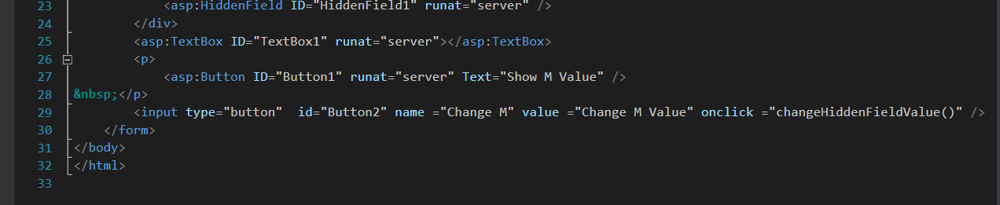 23 <asp:HiddenField ID="HiddenField1" runat="server" />
24 </div>
25 <asp:TextBox ID="TextBox1" runat="server"></asp:TextBox>
26 <p>
27 <asp:Button ID="Button1" runat="server" Text="Show M Value" />
28 &nbsp;</p>
29 <input type="button"  id="Button2" name ="Change M" value ="Change M Value" onclick ="changeHiddenFieldValue()" />
30 </form>
31 </body>
32 </html>
33